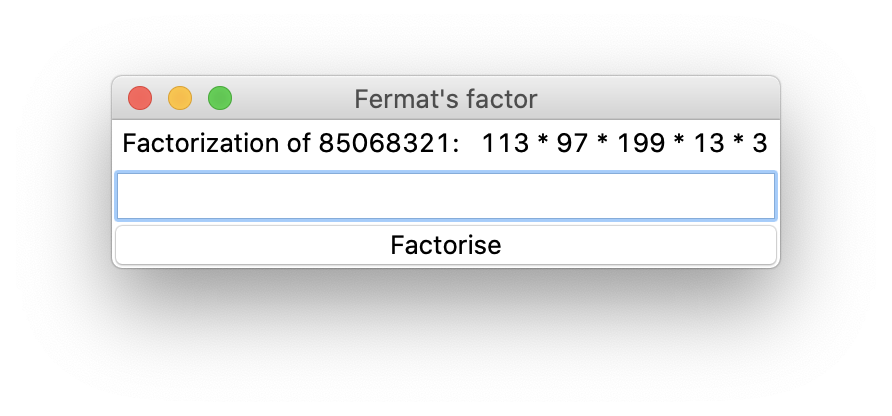 Fermat's factor
Factorization of 85068321:   113 * 97 * 199 * 13 * 3
Factorise